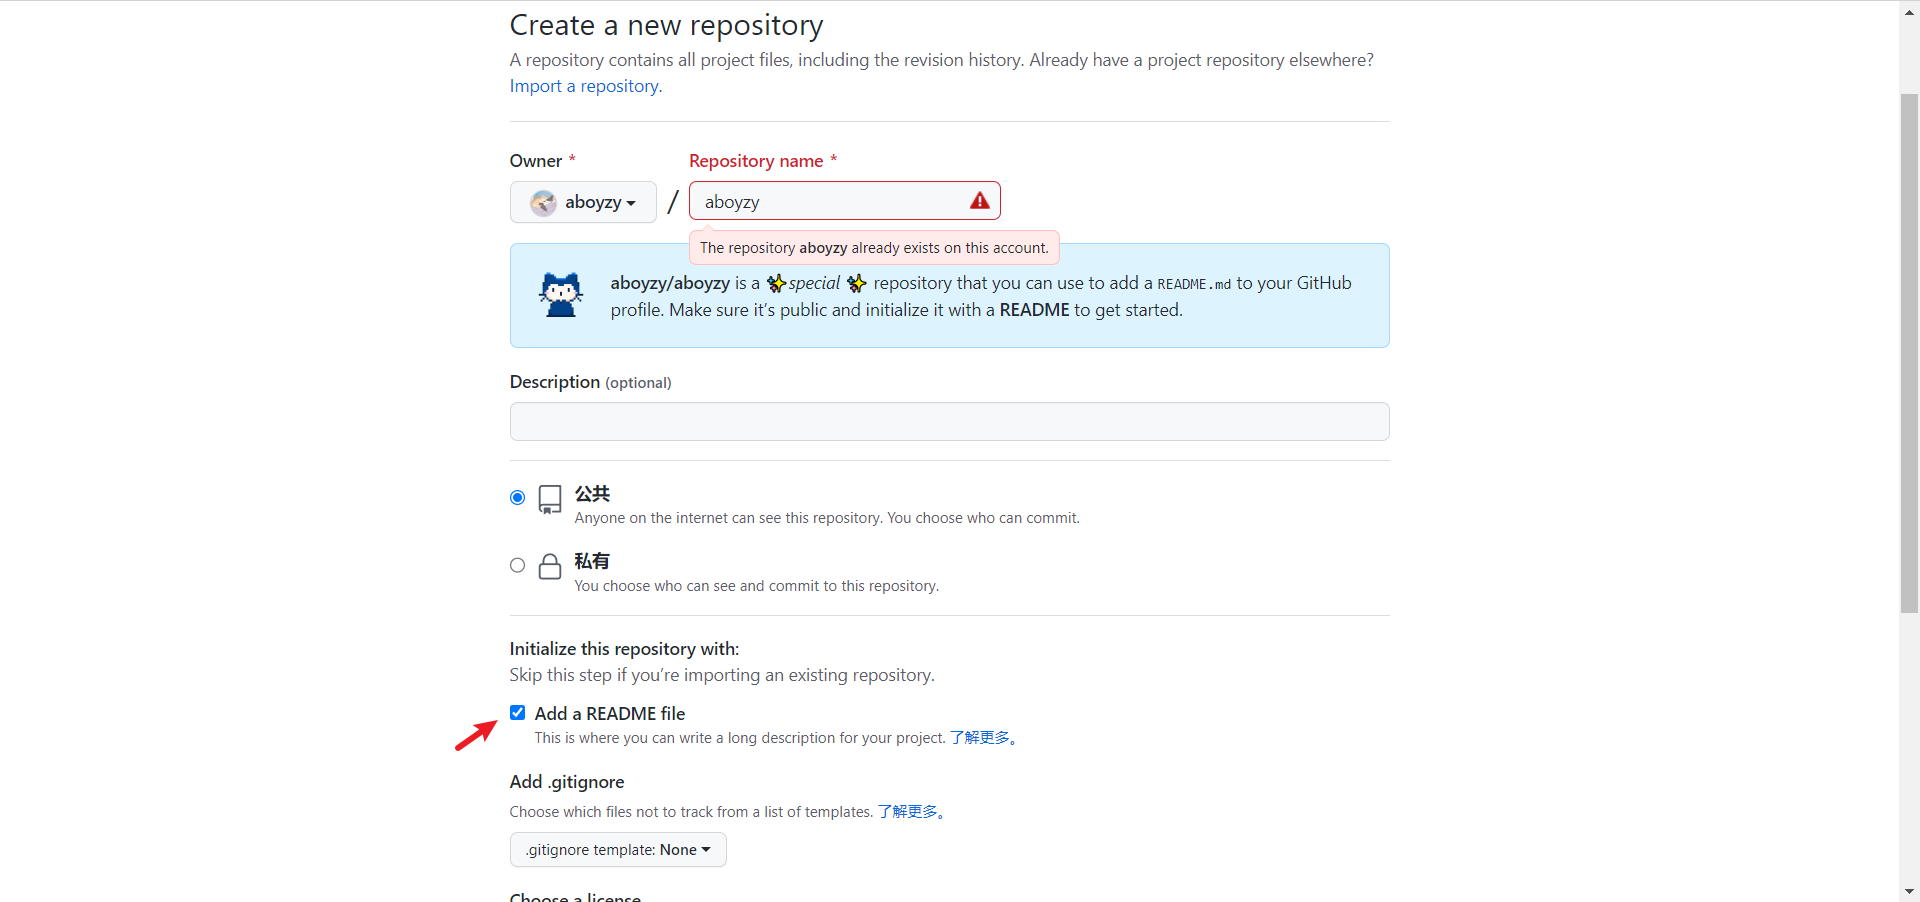 Create a new repository
A repository contains all project files, including the revision history. Already have a project repository elsewhere?
Import a repository.
Owner * Repository name *
aboyzy / aboyzy
The repository aboyzy already exists on this account.
aboyzy/aboyzy is a ✨special ✨ repository that you can use to add a README.md to your GitHub
profile. Make sure it’s public and initialize it with a README to get started.
Description (optional)
公共
Anyone on the internet can see this repository. You choose who can commit.
私有
You choose who can see and commit to this repository.
Initialize this repository with:
Skip this step if you’re importing an existing repository.
Add a README file
This is where you can write a long description for your project. 了解更多。
Add .gitignore
Choose which files not to track from a list of templates. 了解更多。
.gitignore template: None
Choose a license